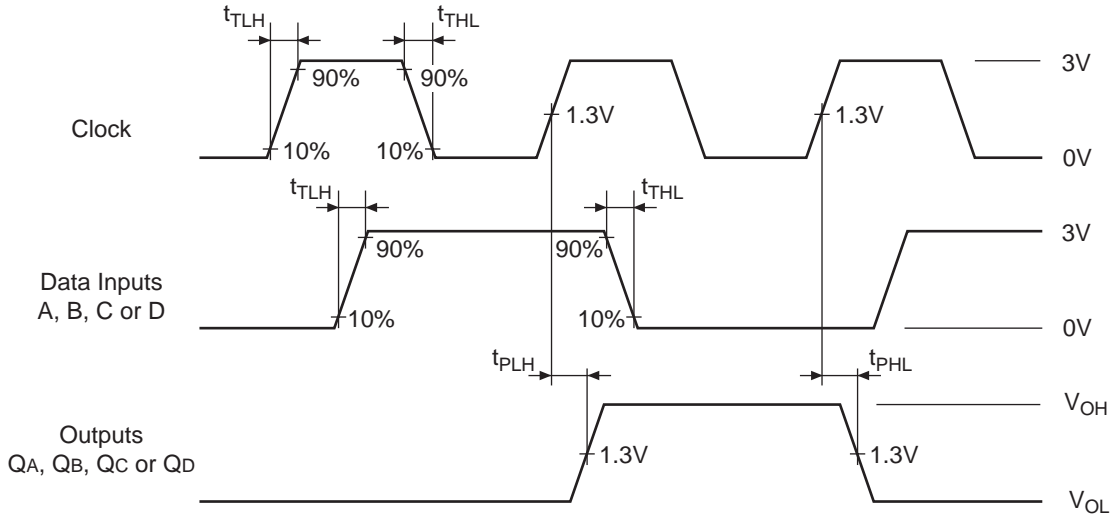 tTLH tTHL
3V
90% 90%
Clock 1.3V 1.3V
10% 10%
0V
tTLH tTHL
3V
90% 90%
Data Inputs
A, B, C or D
10% 10%
0V
tPLH tPHL
VOH
Outputs
QA, QB, QC or QD
1.3V 1.3V
VOL